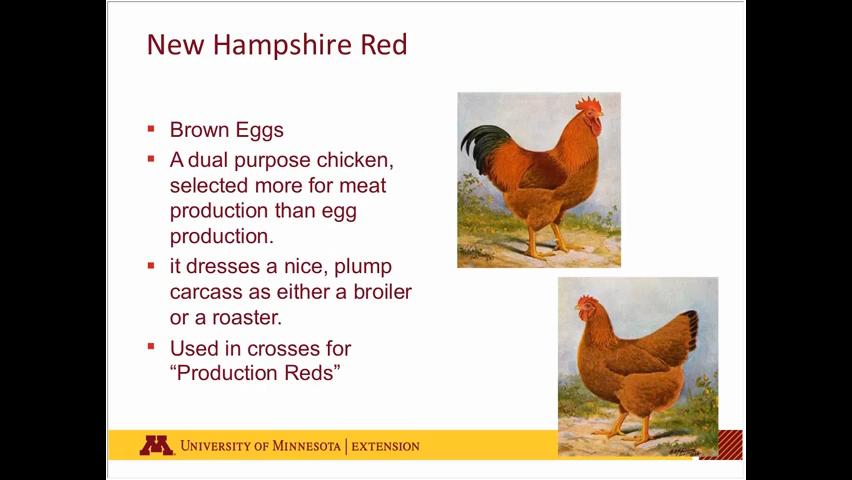 New Hampshire Red
▪ Brown Eggs
▪ A dual purpose chicken,
selected more for meat
production than egg
production.
▪ it dresses a nice, plump
carcass as either a broiler
or a roaster.
▪ Used in crosses for
“Production Reds”
M UNIVERSITY OF MINNESOTA | EXTENSION